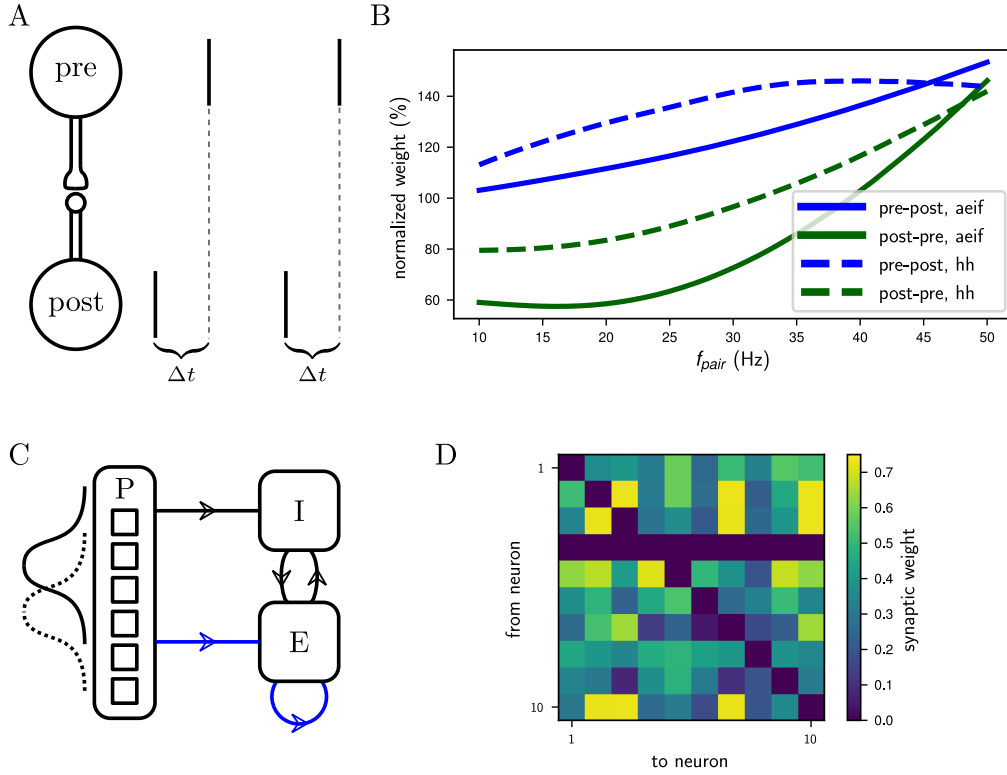 A
pre
post
Δt
Δt
B
normalized weight (%)
140
120
100
80
60
10
15
20
25
30
35
40
45
50
f_pair (Hz)
pre-post, aeif
post-pre, aeif
pre-post, hh
post-pre, hh
C
P
I
E
D
from neuron
1
10
1
10
to neuron
0.7
0.6
0.5
0.4
0.3
0.2
0.1
0.0
synaptic weight